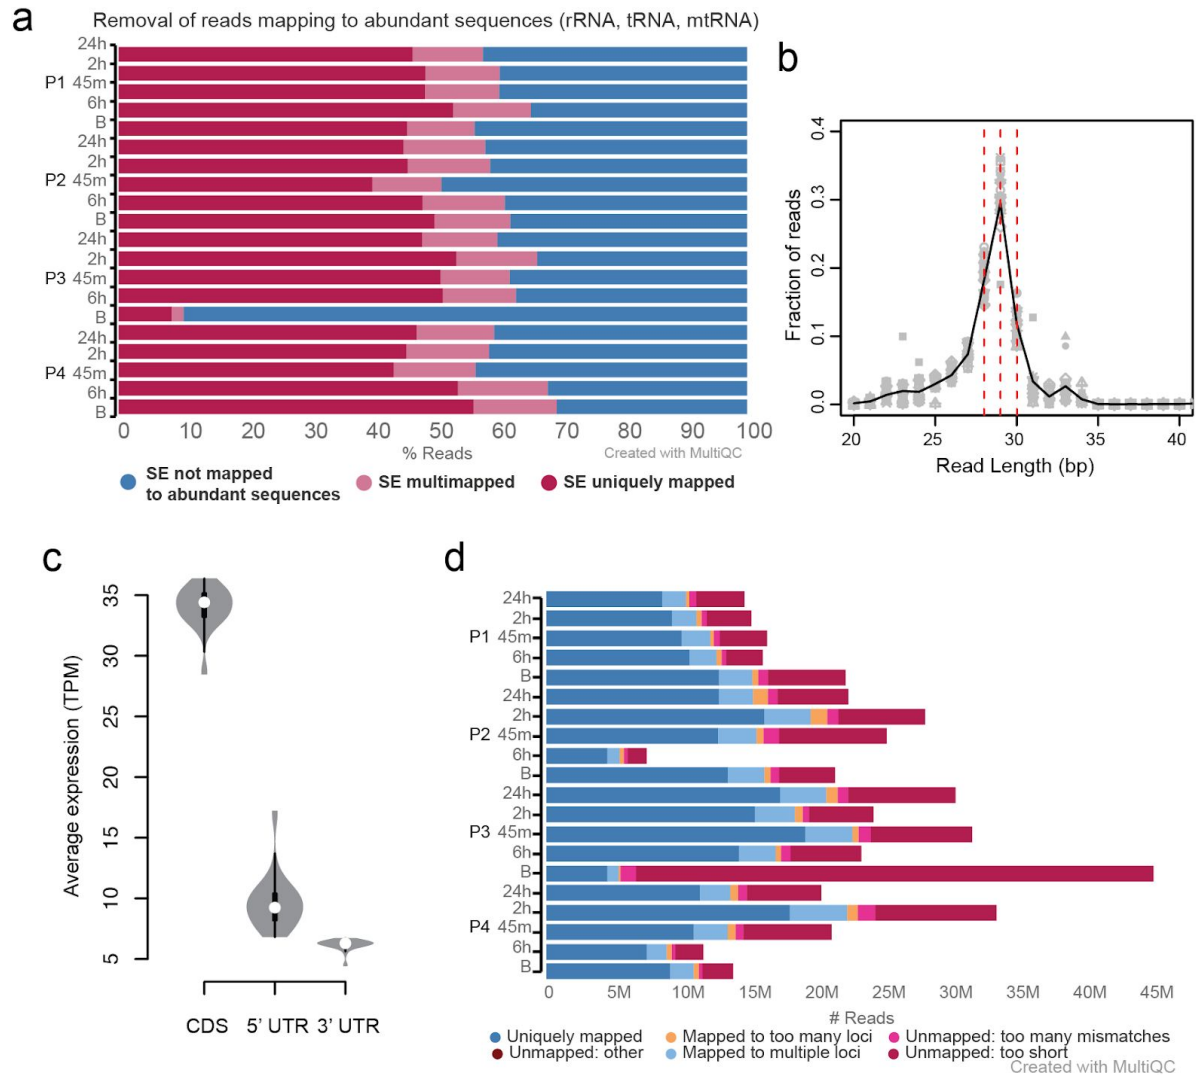 a
Removal of reads mapping to abundant sequences (rRNA, tRNA, mtRNA)
24h
2h
P1 45m
6h
B
24h
2h
P2 45m
6h
B
24h
2h
P3 45m
6h
B
24h
2h
P4 45m
6h
B
0 10 20 30 40 50 60 70 80 90 100
% Reads
Created with MultiQC
SE not mapped
to abundant sequences
SE multimapped
SE uniquely mapped
b
Fraction of reads
0.4
0.3
0.2
0.1
0.0
20 25 30 35 40
Read Length (bp)
c
Average expression (TPM)
35
30
25
20
15
10
5
CDS 5’ UTR 3’ UTR
d
24h
2h
P1 45m
6h
B
24h
2h
P2 45m
6h
B
24h
2h
P3 45m
6h
B
24h
2h
P4 45m
6h
B
0 5M 10M 15M 20M 25M 30M 35M 40M 45M
# Reads
Uniquely mapped Mapped to too many loci Unmapped: too many mismatches
Unmapped: other Mapped to multiple loci Unmapped: too short
Created with MultiQC